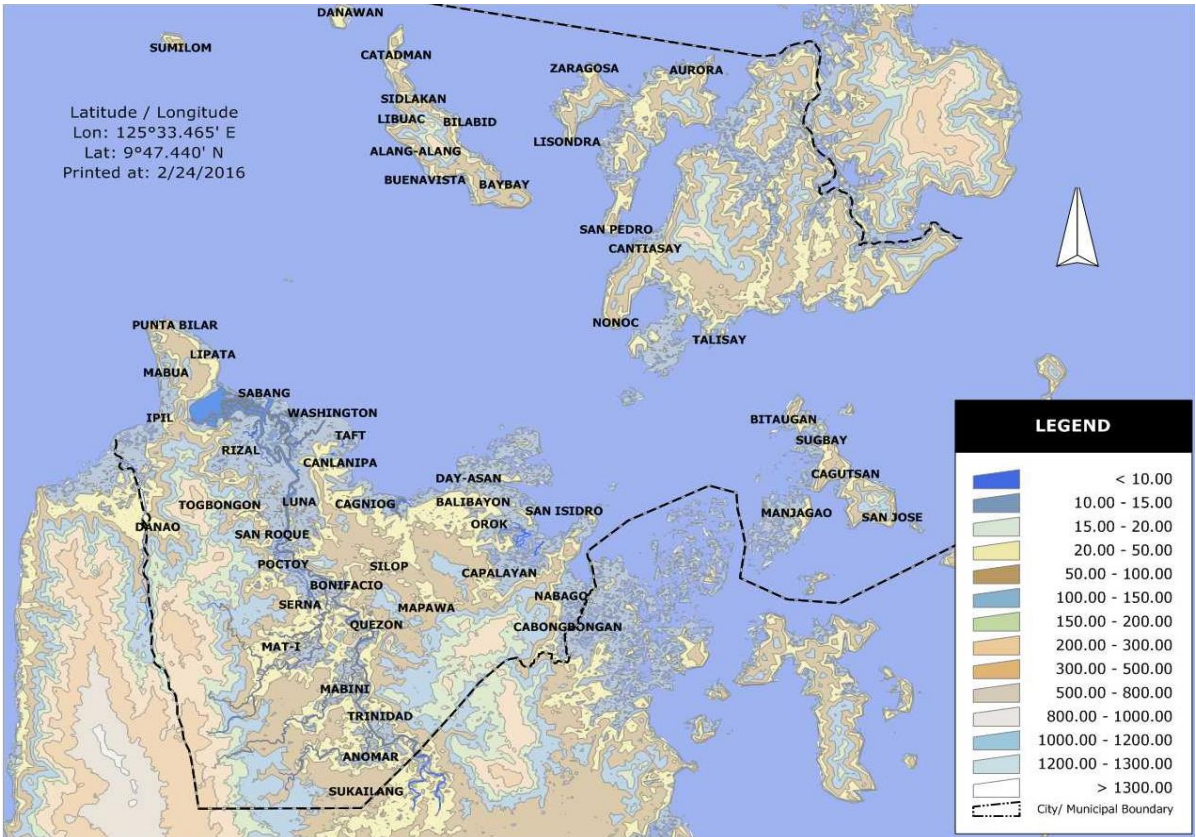 DANAWAN
SUMILOM
CATADMAN
ZARAGOSA
AURORA
Latitude / Longitude
Lon: 125°33.465' E
Lat: 9°47.440' N
Printed at: 2/24/2016
SIDLAKAN
LIBUAC
BILABID
LISONDRA
ALANG-ALANG
BUENAVISTA
BAYBAY
SAN PEDRO
CANTIASAY
NONOC
TALISAY
PUNTA BILAR
LIPATA
MABUA
SABANG
IPIL
WASHINGTON
TAFT
RIZAL
CANLANIPA
BITAUGAN
SUGBAY
CAGUTSAN
MANJAGAO
SAN JOSE
DAY-ASAN
TOGBONGON
LUNA
CAGNIOG
BALIBAYON
SAN ISIDRO
DANAO
SAN ROQUE
OROK
POCTOY
SILOP
CAPALAYAN
BONIFACIO
NABAGO
SERNA
MAPAWA
QUEZON
CABONGBONGAN
MAT-I
MABINI
TRINIDAD
ANOMAR
SUKAILANG
LEGEND
< 10.00
10.00 - 15.00
15.00 - 20.00
20.00 - 50.00
50.00 - 100.00
100.00 - 150.00
150.00 - 200.00
200.00 - 300.00
300.00 - 500.00
500.00 - 800.00
800.00 - 1000.00
1000.00 - 1200.00
1200.00 - 1300.00
> 1300.00
City/ Municipal Boundary